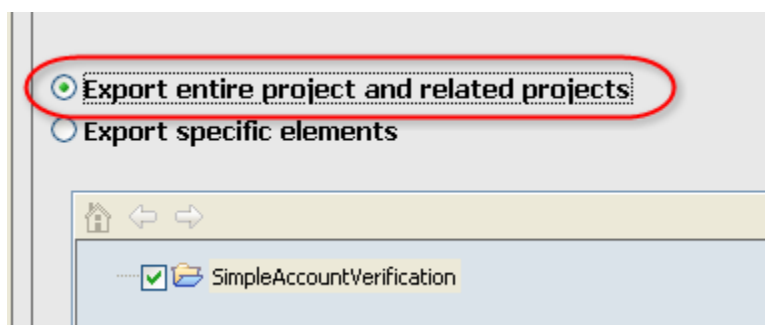 Export entire project and related projects
Export specific elements
SimpleAccountVerification